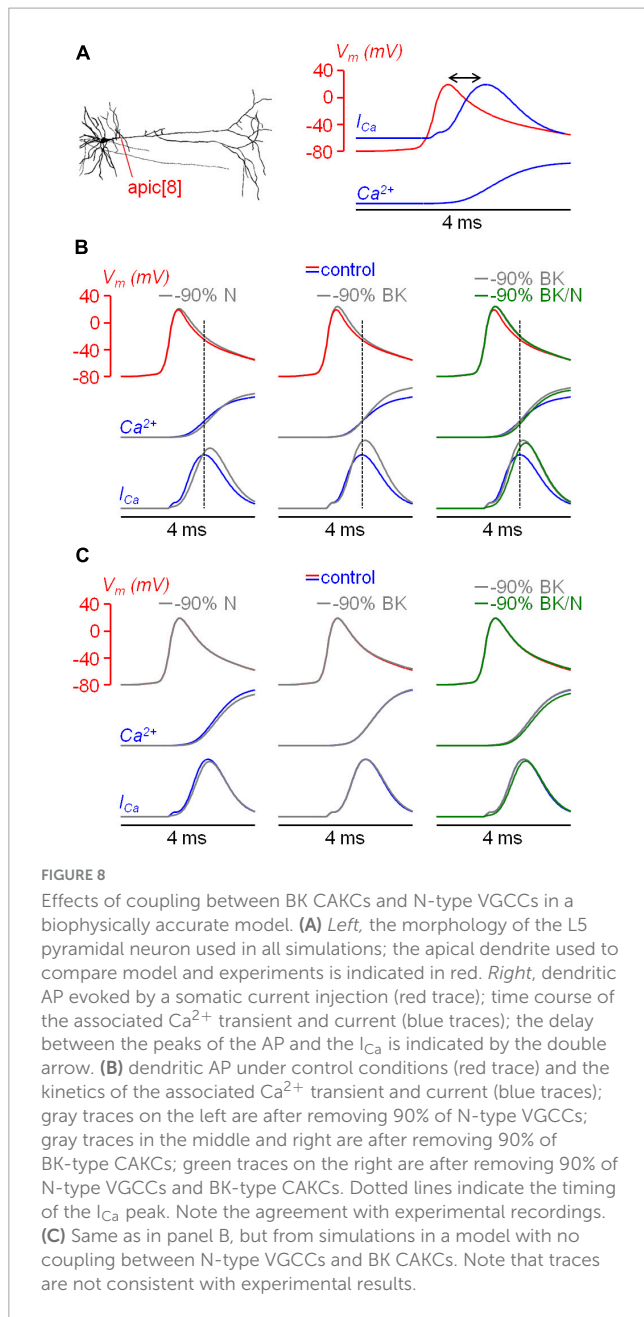 A
V_m (mV)
40
0
-40
-80
I_Ca
Ca²⁺
apic[8]
4 ms
B
control
V_m (mV)
-90% N
-90% BK
-90% BK
-90% BK/N
40
0
-40
-80
Ca²⁺
I_Ca
4 ms
4 ms
4 ms
C
control
V_m (mV)
-90% N
-90% BK
-90% BK
-90% BK/N
40
0
-40
-80
Ca²⁺
I_Ca
4 ms
4 ms
4 ms
FIGURE 8
Effects of coupling between BK CAKCs and N-type VGCCs in a
biophysically accurate model. (A) Left, the morphology of the L5
pyramidal neuron used in all simulations; the apical dendrite used to
compare model and experiments is indicated in red. Right, dendritic
AP evoked by a somatic current injection (red trace); time course of
the associated Ca²⁺ transient and current (blue traces); the delay
between the peaks of the AP and the I_Ca is indicated by the double
arrow. (B) dendritic AP under control conditions (red trace) and the
kinetics of the associated Ca²⁺ transient and current (blue traces);
gray traces on the left are after removing 90% of N-type VGCCs;
gray traces in the middle and right are after removing 90% of
BK-type CAKCs; green traces on the right are after removing 90% of
N-type VGCCs and BK-type CAKCs. Dotted lines indicate the timing
of the I_Ca peak. Note the agreement with experimental recordings.
(C) Same as in panel B, but from simulations in a model with no
coupling between N-type VGCCs and BK CAKCs. Note that traces
are not consistent with experimental results.